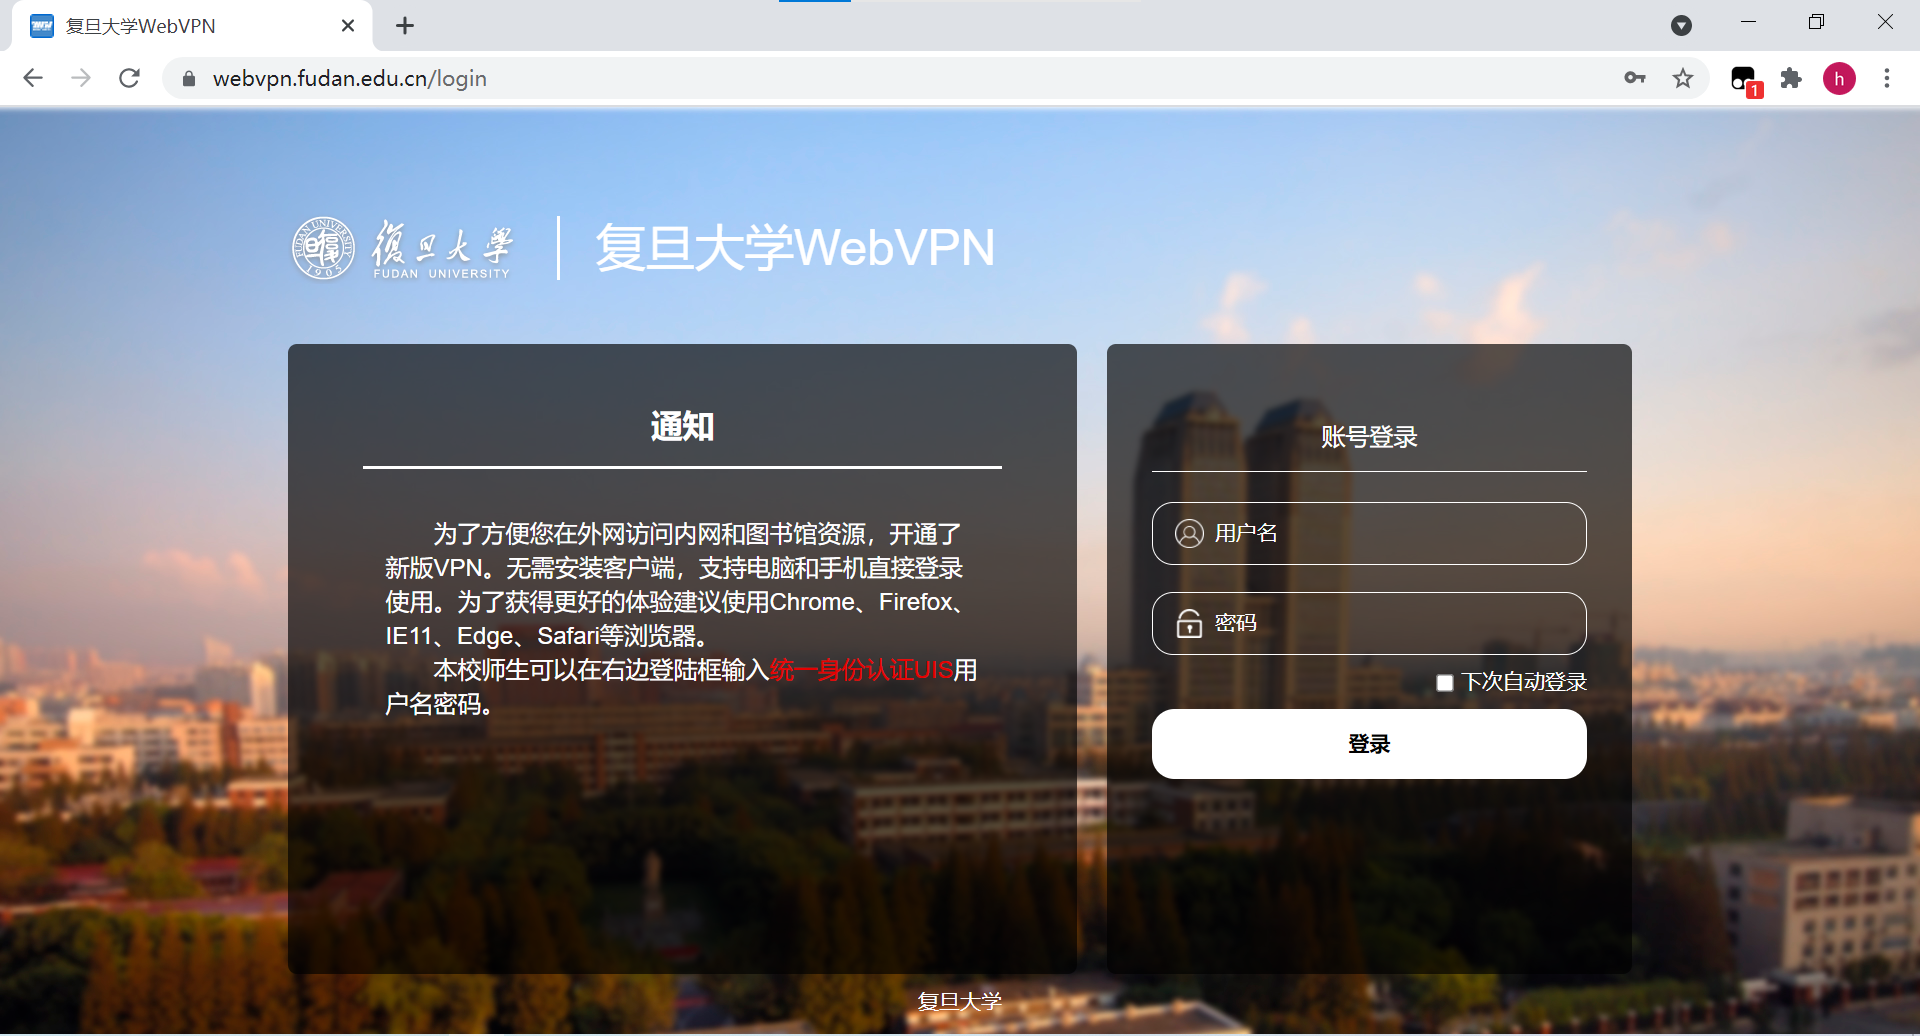 复旦大学WebVPN
webvpn.fudan.edu.cn/login
1
h
FUDAN UNIVERSITY
1905
復旦大學
FUDAN UNIVERSITY
复旦大学WebVPN
通知
为了方便您在外网访问内网和图书馆资源，开通了
新版VPN。无需安装客户端，支持电脑和手机直接登录
使用。为了获得更好的体验建议使用Chrome、Firefox、
IE11、Edge、Safari等浏览器。
本校师生可以在右边登陆框输入统一身份认证UIS用
户名密码。
账号登录
用户名
密码
下次自动登录
登录
复旦大学